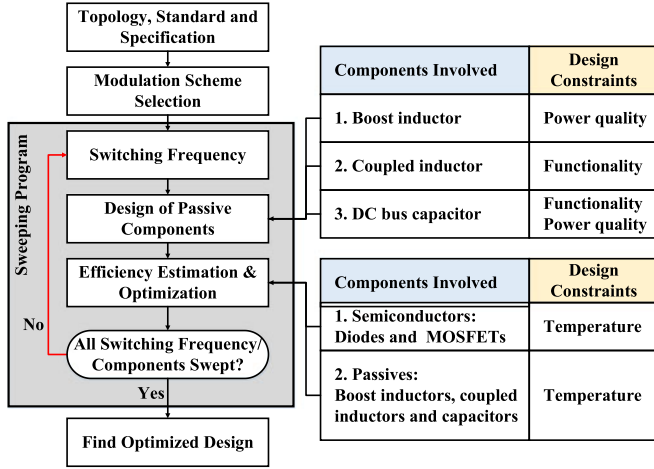 Topology, Standard and
Specification
Modulation Scheme
Selection
Sweeping Program
Switching Frequency
Design of Passive
Components
Efficiency Estimation &
Optimization
No
All Switching Frequency/
Components Swept?
Yes
Find Optimized Design
Components Involved
Design
Constraints
1. Boost inductor
Power quality
2. Coupled inductor
Functionality
3. DC bus capacitor
Functionality
Power quality
Components Involved
Design
Constraints
1. Semiconductors:
Diodes and MOSFETs
Temperature
2. Passives:
Boost inductors, coupled
inductors and capacitors
Temperature